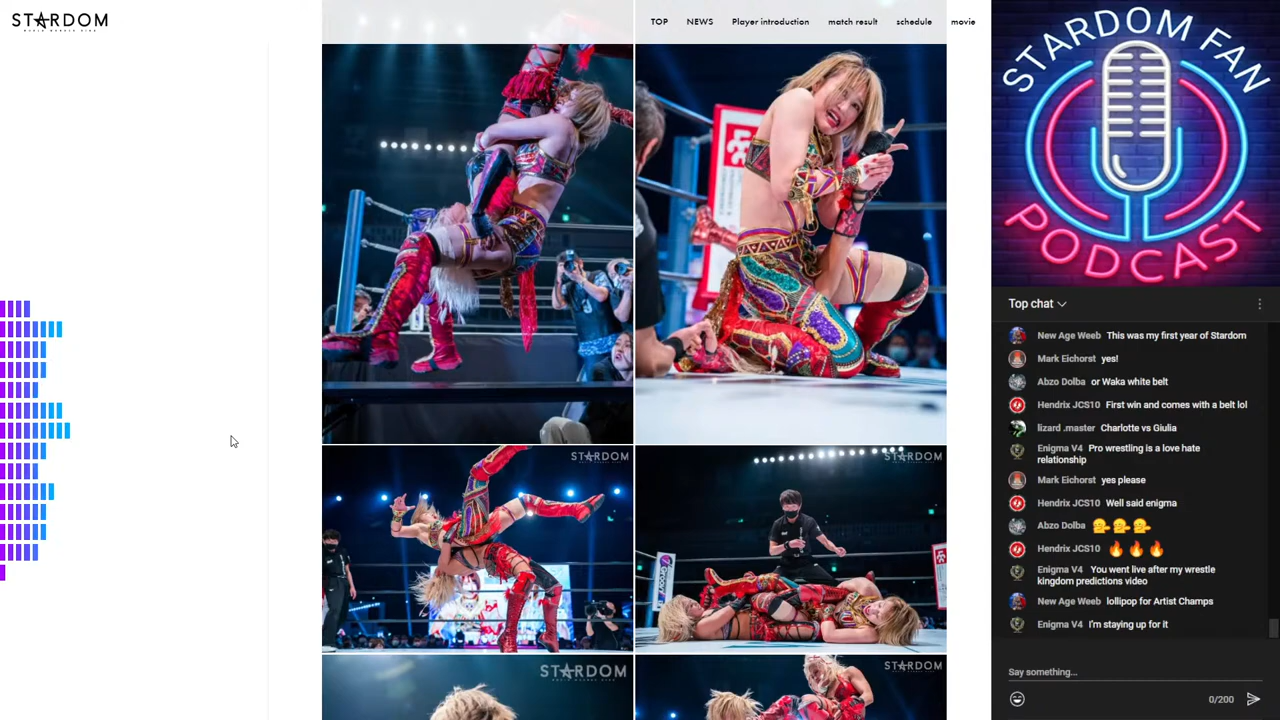 STARDOM
TOP NEWS Player introduction match result schedule movie
STARDOM FAN
PODCAST
Top chat
New Age Weeb This was my first year of Stardom
Mark Eichorst yes!
Abzo Dolba or Waka white belt
Hendrix JCS10 First win and comes with a belt lol
lizard .master Charlotte vs Giulia
Enigma V4 Pro wrestling is a love hate
relationship
Mark Eichorst yes please
Hendrix JCS10 Well said enigma
Abzo Dolba
Hendrix JCS10
Enigma V4 You went live after my wrestle
kingdom predictions video
New Age Weeb lollipop for Artist Champs
Enigma V4 I'm staying up for it
Say something...
0/200
STARDOM
STARDOM
STARDOM
STARDOM